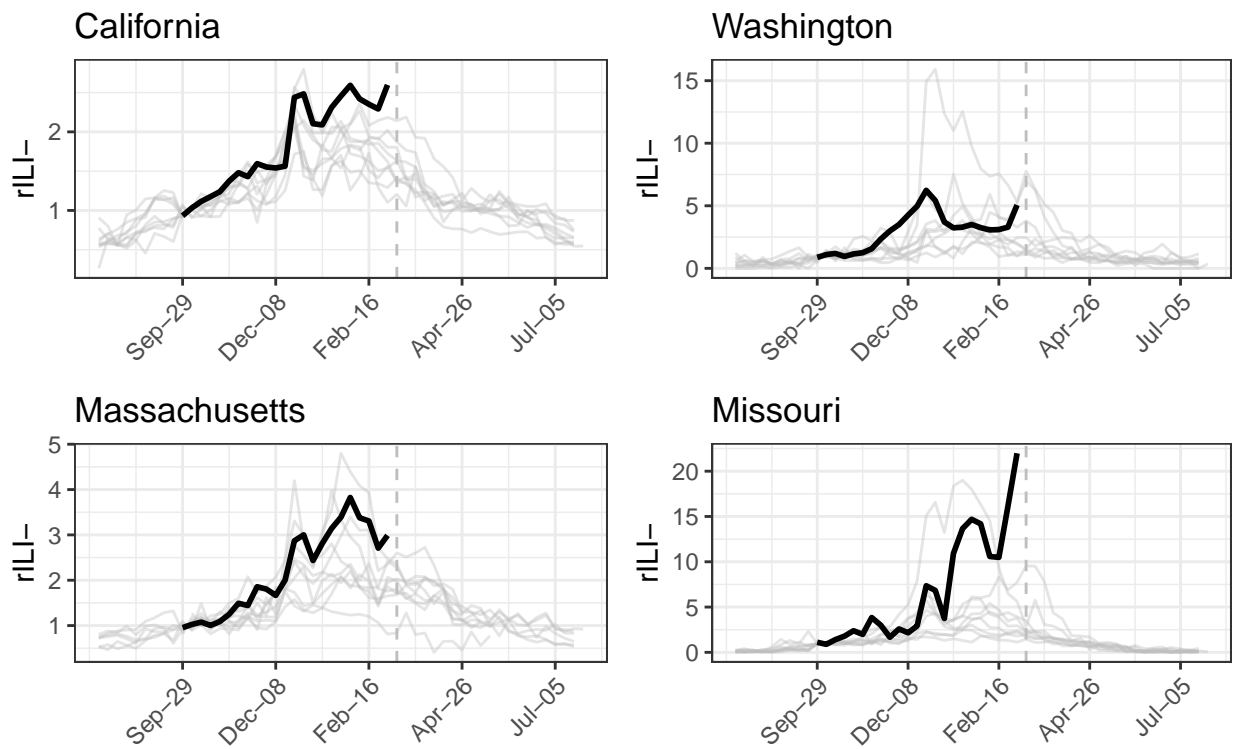 California
rILI−
2
1
Sep−29
Dec−08
Feb−16
Apr−26
Jul−05
Washington
rILI−
15
10
5
0
Sep−29
Dec−08
Feb−16
Apr−26
Jul−05
Massachusetts
rILI−
5
4
3
2
1
Sep−29
Dec−08
Feb−16
Apr−26
Jul−05
Missouri
rILI−
20
15
10
5
0
Sep−29
Dec−08
Feb−16
Apr−26
Jul−05